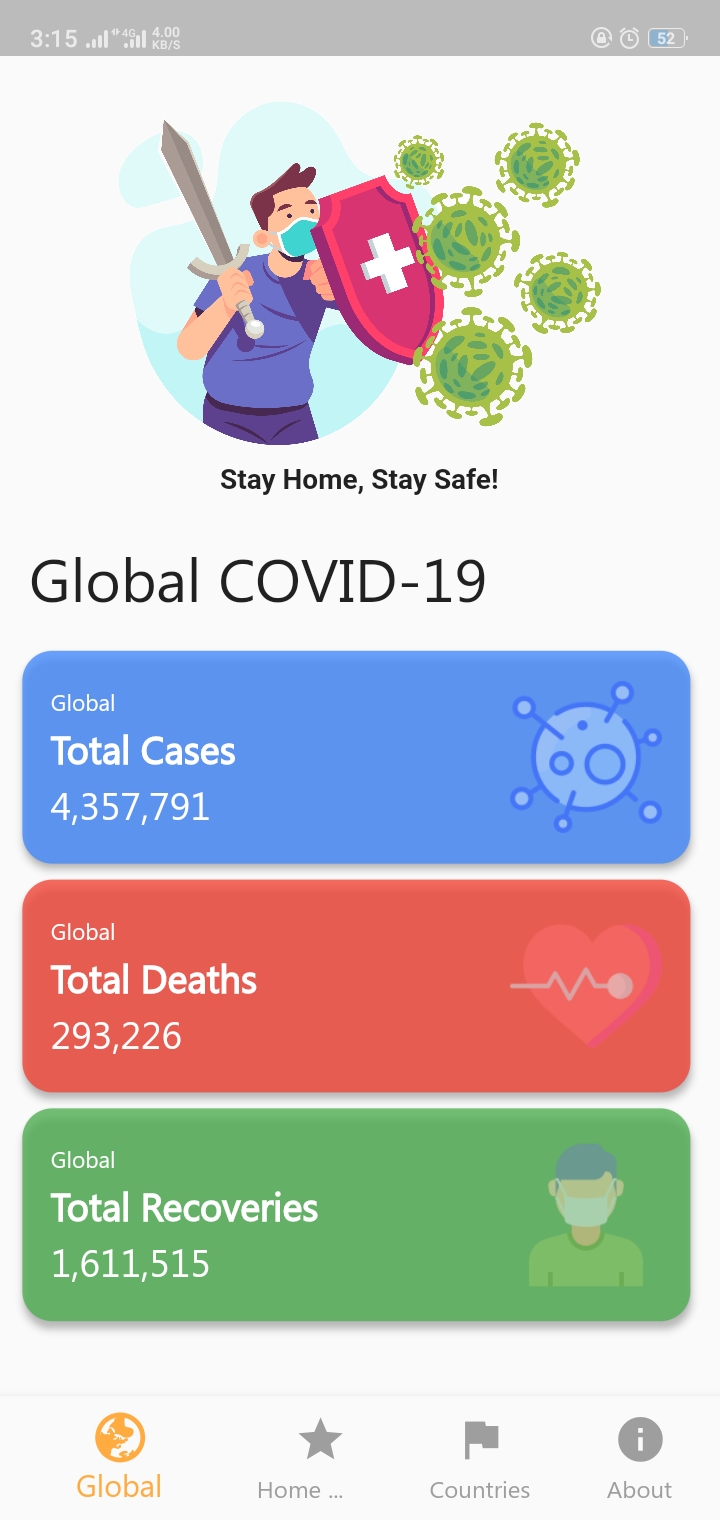 3:15 4G 4.00 KB/S 52
Stay Home, Stay Safe!
Global COVID-19
Global
Total Cases
4,357,791
Global
Total Deaths
293,226
Global
Total Recoveries
1,611,515
Global Home ... Countries About